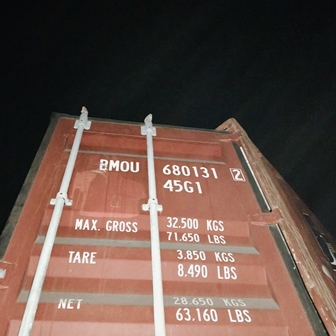 BMOU 680131 2
45G1
MAX. GROSS 32.500 KGS
71.650 LBS
TARE 3.850 KGS
8.490 LBS
NET 28.650 KGS
63.160 LBS